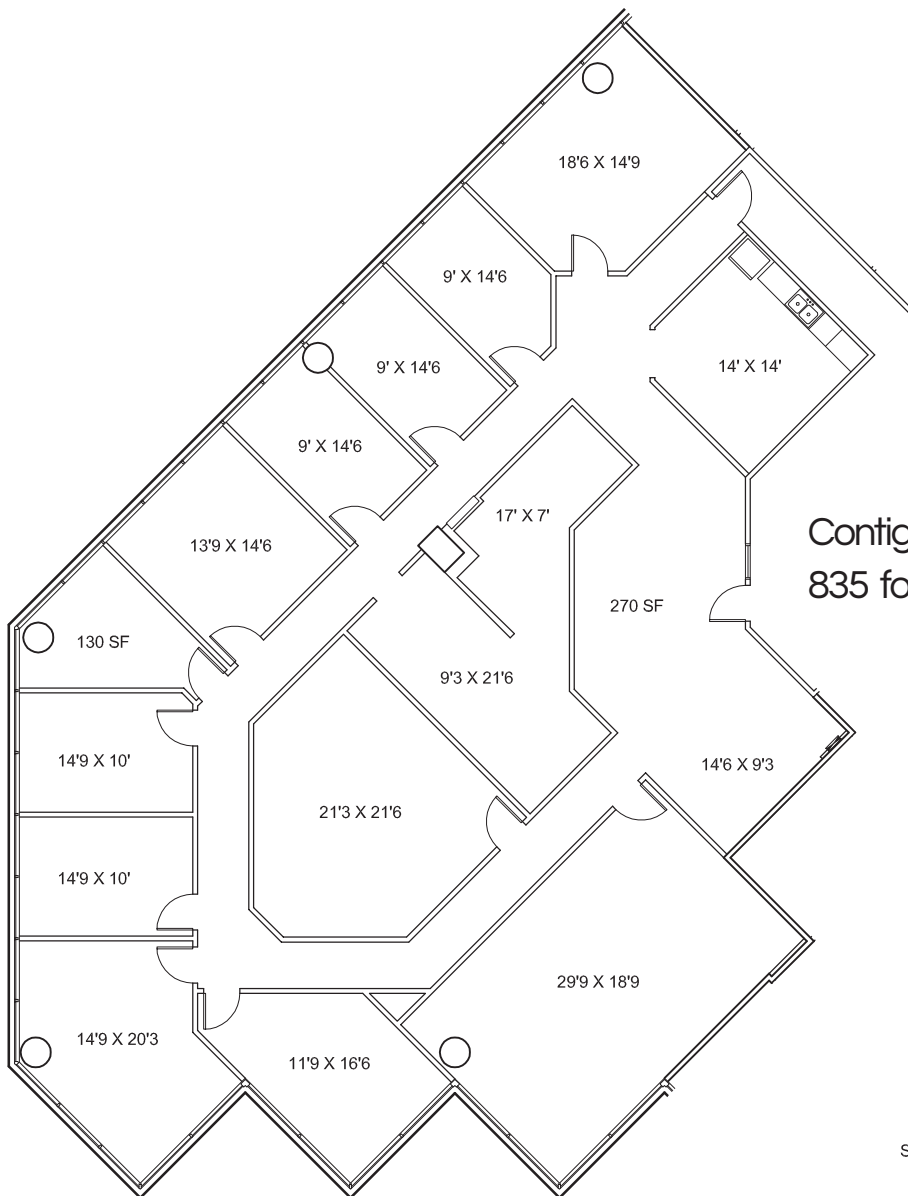 18'6 X 14'9
9' X 14'6
9' X 14'6
14' X 14'
9' X 14'6
17' X 7'
Contig
835 fo
13'9 X 14'6
270 SF
130 SF
9'3 X 21'6
14'9 X 10'
14'6 X 9'3
21'3 X 21'6
14'9 X 10'
29'9 X 18'9
14'9 X 20'3
11'9 X 16'6
S